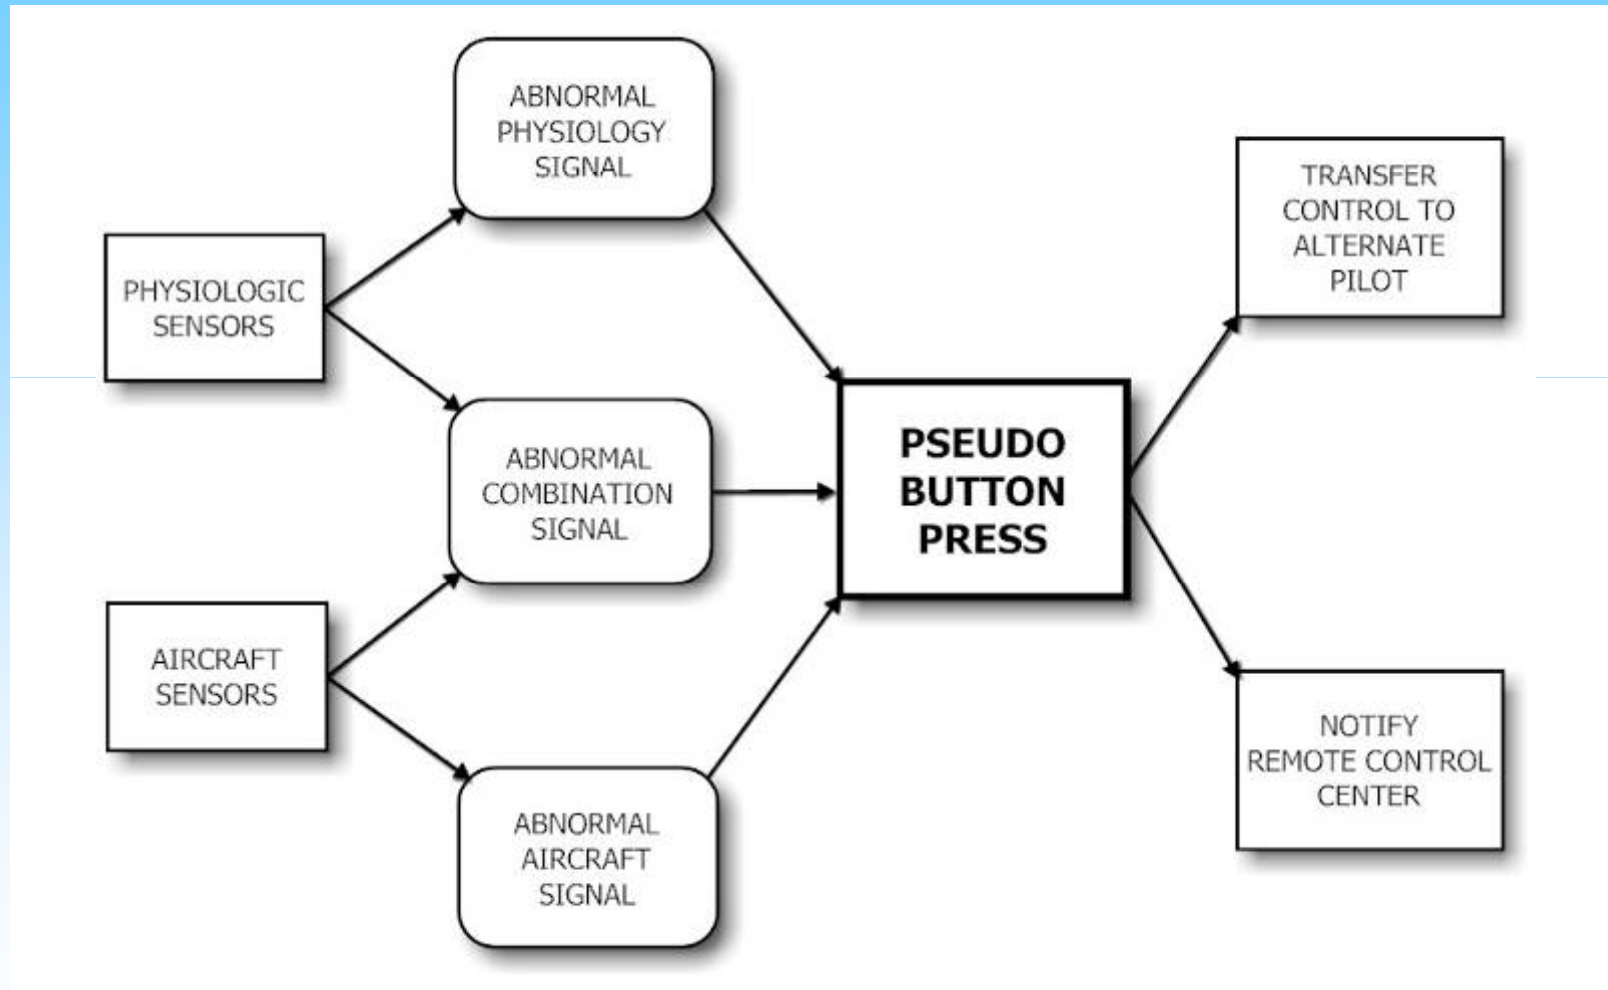 ABNORMAL
PHYSIOLOGY
SIGNAL
PHYSIOLOGIC
SENSORS
ABNORMAL
COMBINATION
SIGNAL
AIRCRAFT
SENSORS
ABNORMAL
AIRCRAFT
SIGNAL
PSEUDO
BUTTON
PRESS
TRANSFER
CONTROL TO
ALTERNATE
PILOT
NOTIFY
REMOTE CONTROL
CENTER